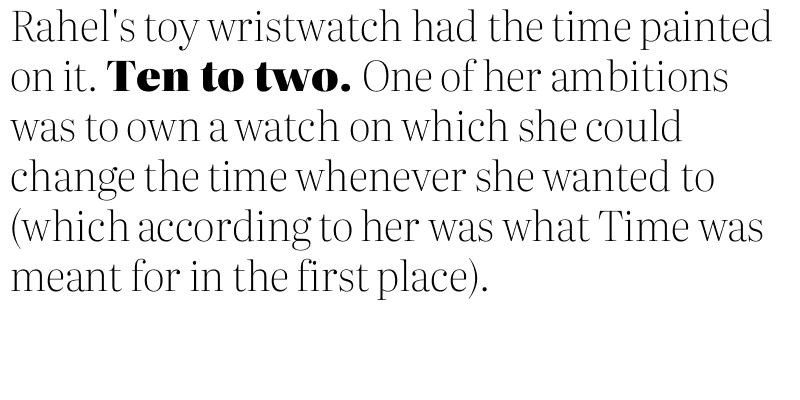 Rahel's toy wristwatch had the time painted
on it. Ten to two. One of her ambitions
was to own a watch on which she could
change the time whenever she wanted to
(which according to her was what Time was
meant for in the first place).